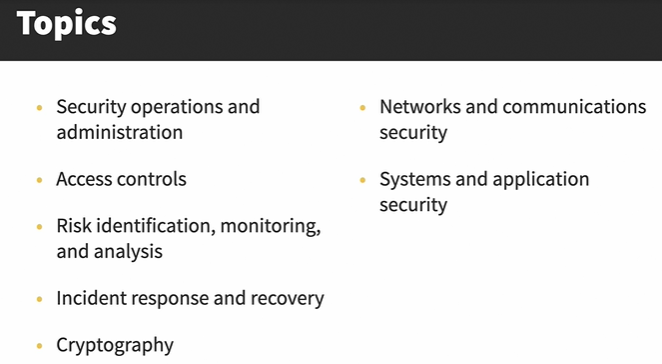 Topics
• Security operations and
administration
• Access controls
• Risk identification, monitoring,
and analysis
• Incident response and recovery
• Cryptography
• Networks and communications
security
• Systems and application
security